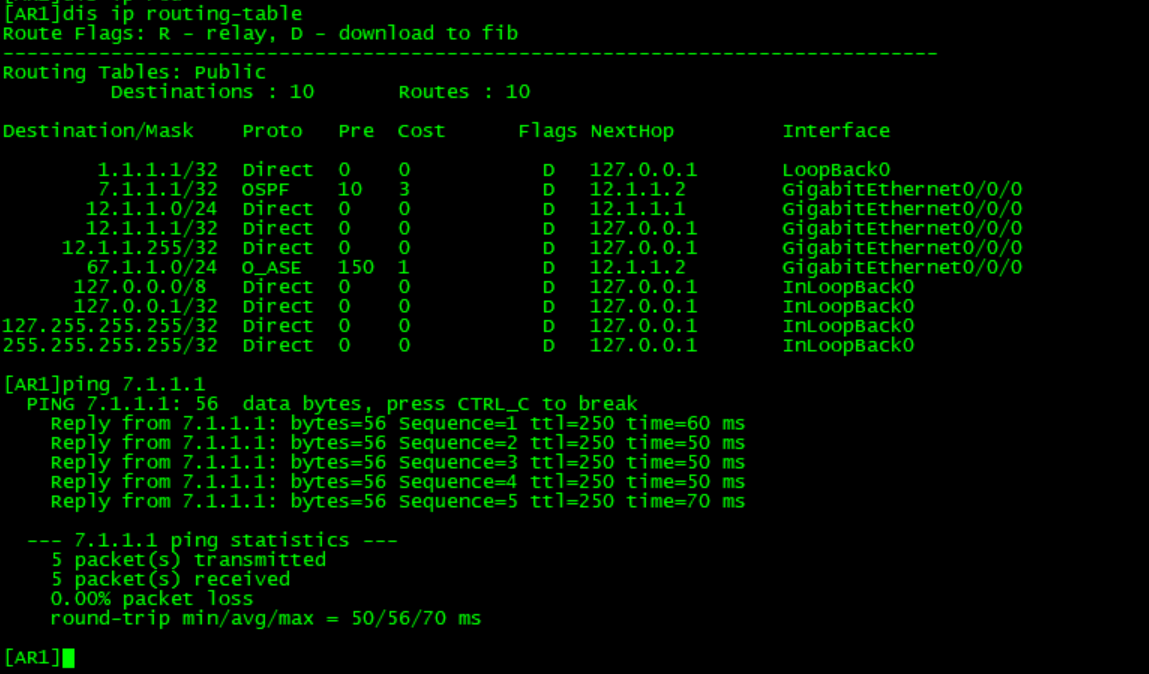 [AR1]dis ip routing-table
Route Flags: R - relay, D - download to fib
------------------------------------------------------------------------------
Routing Tables: Public
         Destinations : 10       Routes : 10

Destination/Mask    Proto   Pre  Cost      Flags NextHop         Interface

        1.1.1.1/32  Direct  0    0           D   127.0.0.1       LoopBack0
        7.1.1.1/32  OSPF    10   3           D   12.1.1.2        GigabitEthernet0/0/0
       12.1.1.0/24  Direct  0    0           D   12.1.1.1        GigabitEthernet0/0/0
       12.1.1.1/32  Direct  0    0           D   127.0.0.1       GigabitEthernet0/0/0
     12.1.1.255/32  Direct  0    0           D   127.0.0.1       GigabitEthernet0/0/0
       67.1.1.0/24  O_ASE   150  1           D   12.1.1.2        GigabitEthernet0/0/0
      127.0.0.0/8   Direct  0    0           D   127.0.0.1       InLoopBack0
      127.0.0.1/32  Direct  0    0           D   127.0.0.1       InLoopBack0
127.255.255.255/32  Direct  0    0           D   127.0.0.1       InLoopBack0
255.255.255.255/32  Direct  0    0           D   127.0.0.1       InLoopBack0

[AR1]ping 7.1.1.1
  PING 7.1.1.1: 56  data bytes, press CTRL_C to break
    Reply from 7.1.1.1: bytes=56 Sequence=1 ttl=250 time=60 ms
    Reply from 7.1.1.1: bytes=56 Sequence=2 ttl=250 time=50 ms
    Reply from 7.1.1.1: bytes=56 Sequence=3 ttl=250 time=50 ms
    Reply from 7.1.1.1: bytes=56 Sequence=4 ttl=250 time=50 ms
    Reply from 7.1.1.1: bytes=56 Sequence=5 ttl=250 time=70 ms

  --- 7.1.1.1 ping statistics ---
    5 packet(s) transmitted
    5 packet(s) received
    0.00% packet loss
    round-trip min/avg/max = 50/56/70 ms

[AR1]